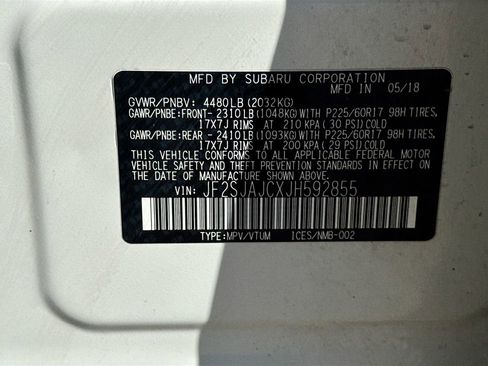 MFD BY SUBARU CORPORATION
MFD IN 05/18
GVWR/PNBV: 4480LB(2032KG)
GAWR/PNBE:FRONT-2310LB(1048KG)WITH P225/60R17 98H TIRES,
17X7J RIMS AT 210 KPA(30 PSI)COLD
GAWR/PNBE:REAR -2410LB(1093KG)WITH P225/60R17 98H TIRES,
17X7J RIMS AT 200 KPA(29 PSI)COLD
THIS VEHICLE CONFORMS TO ALL APPLICABLE FEDERAL MOTOR
VEHICLE SAFETY AND THEFT PREVENTION STANDARDS IN EFFECT ON
THE DATE OF MANUFACTURE SHOWN ABOVE.
VIN: JF2SJAJCXJH592855
TYPE:MPV/VTUM ICES/NMB-002